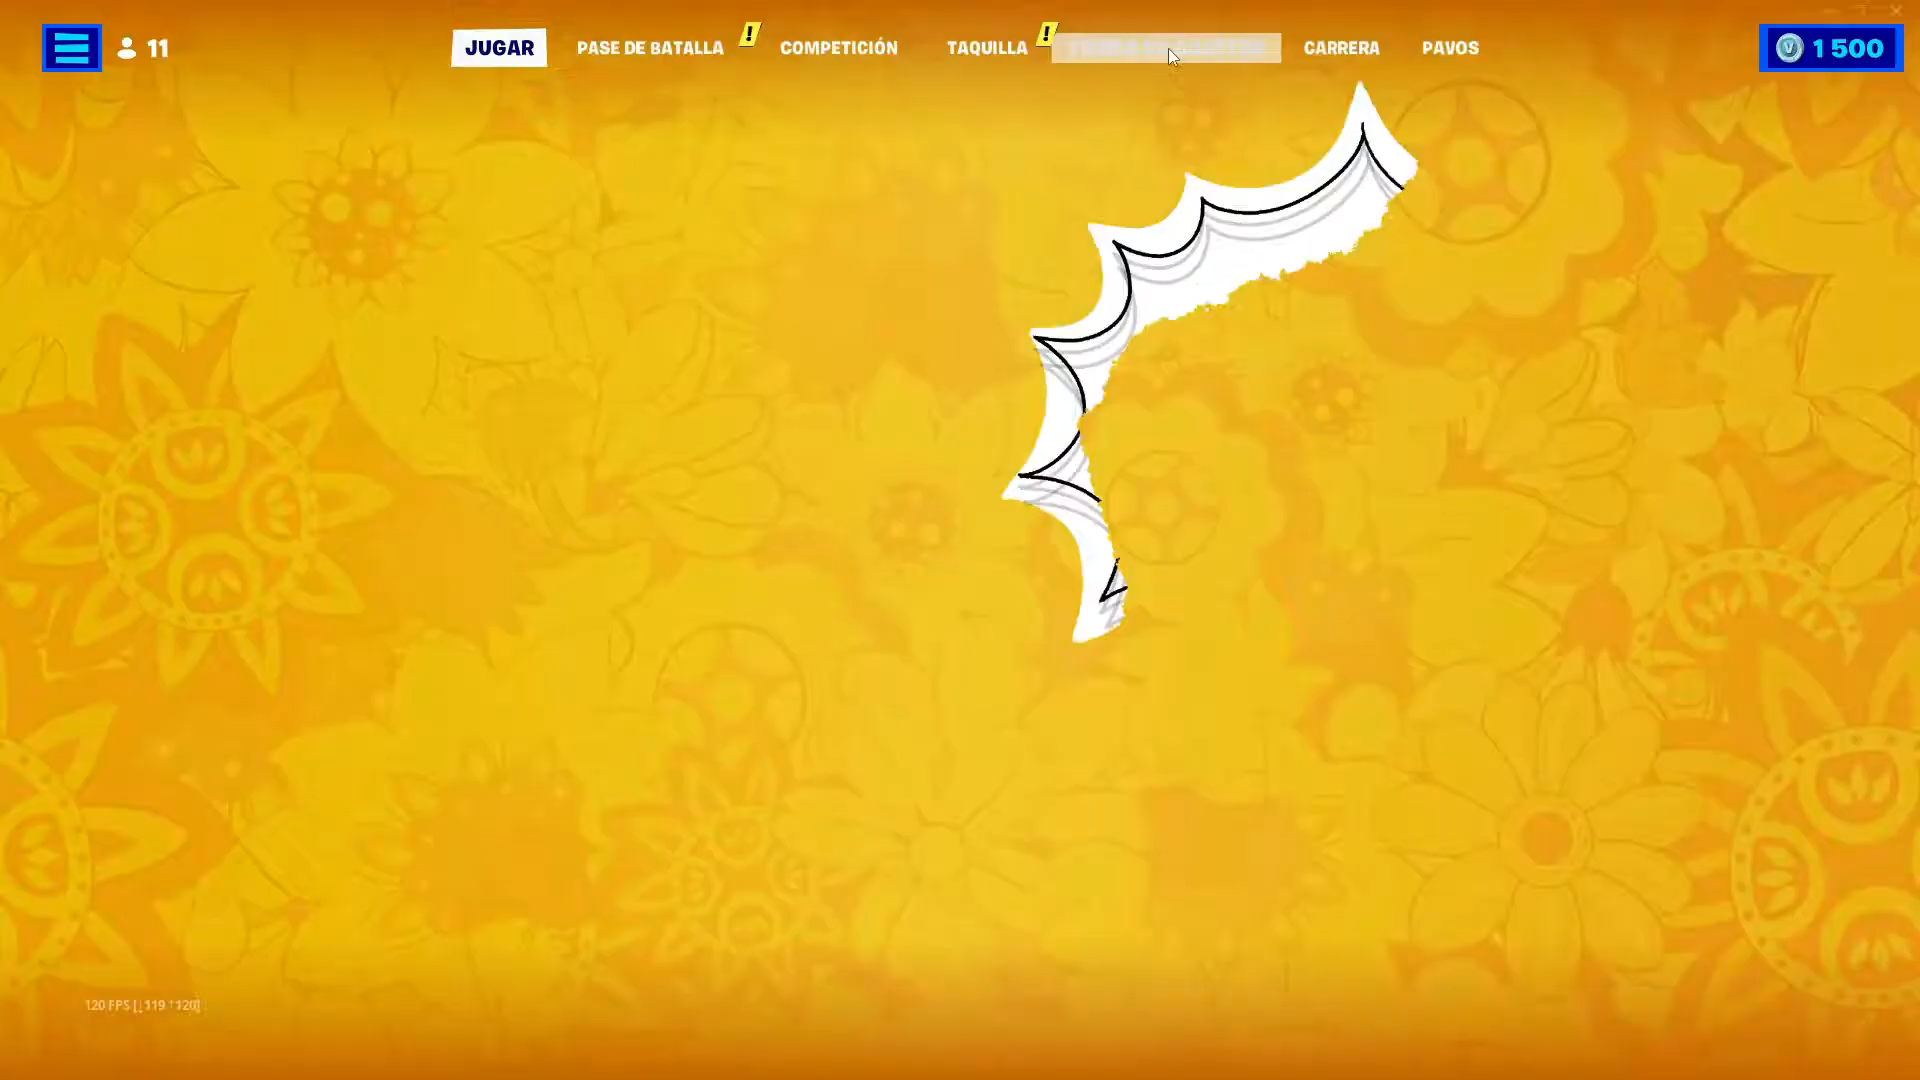 11
JUGAR
PASE DE BATALLA
!
COMPETICIÓN
TAQUILLA
!
CARRERA
PAVOS
V
1 500
120 FPS [↓119 ↑120]